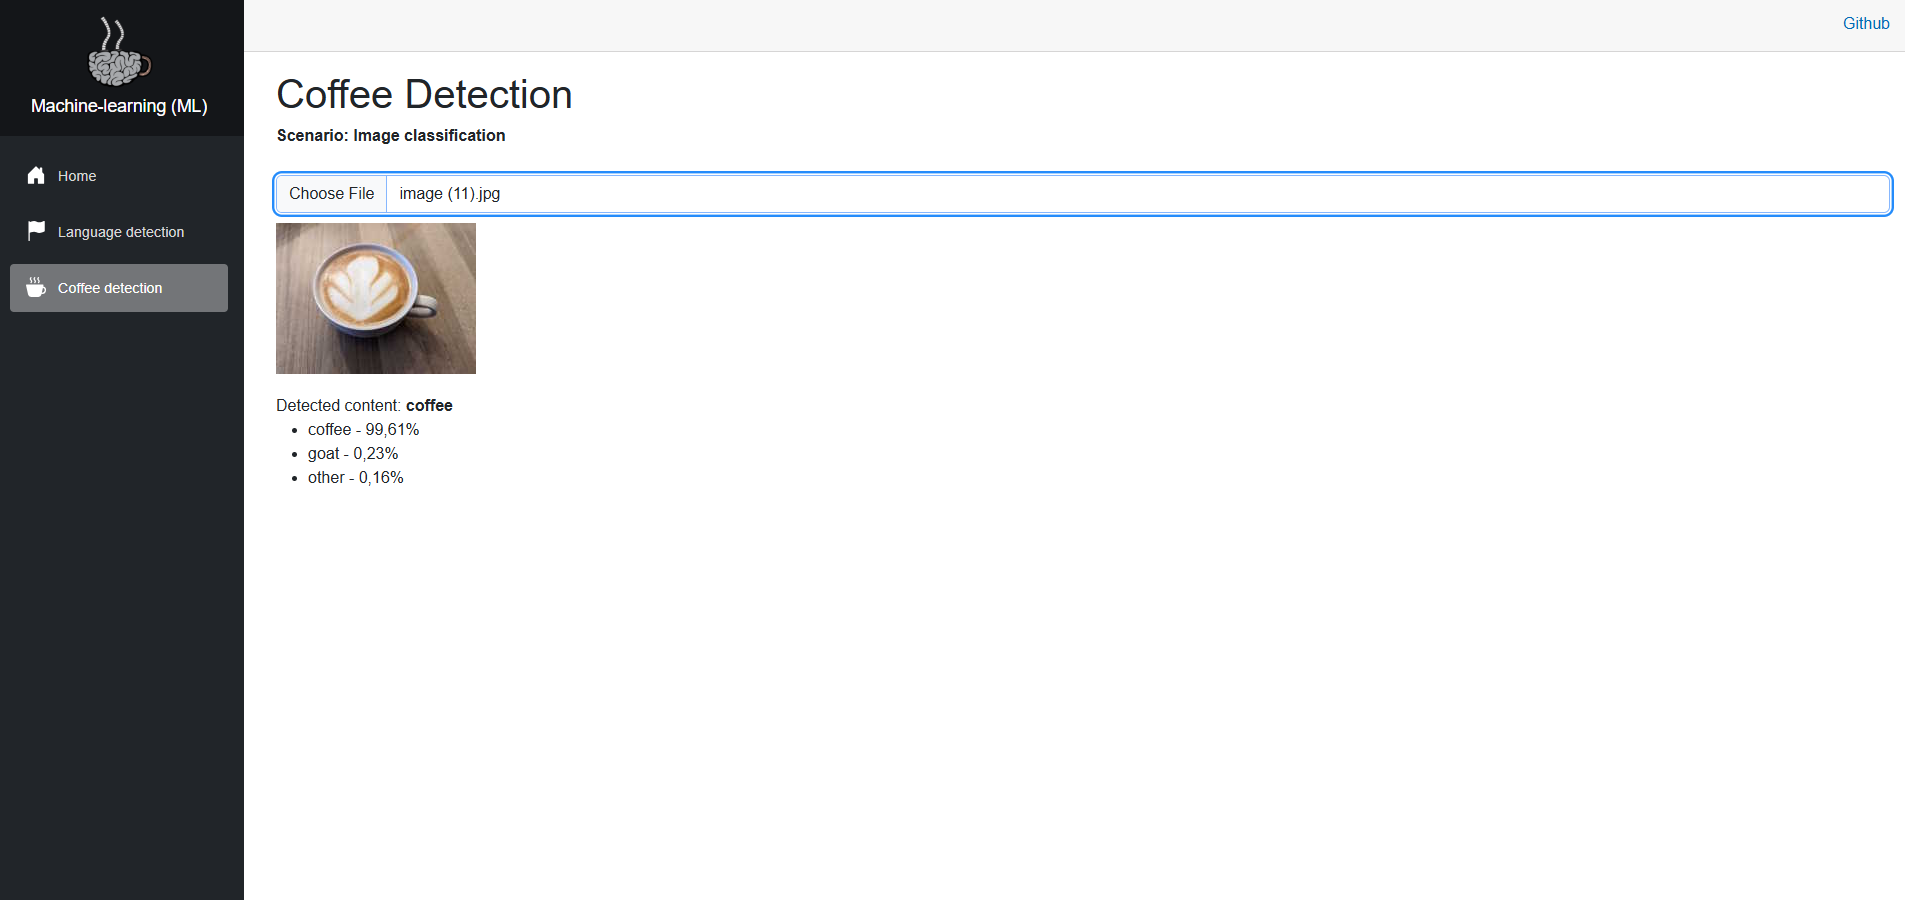 Machine-learning (ML)
Home
Language detection
Coffee detection
Github
Coffee Detection
Scenario: Image classification
Choose File image (11).jpg
Detected content: coffee
coffee - 99,61%
goat - 0,23%
other - 0,16%